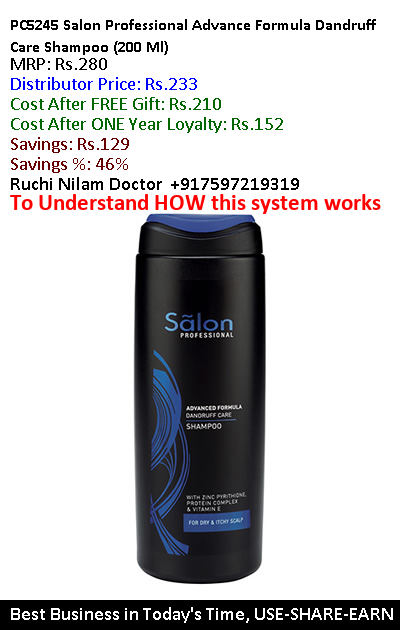 PC5245 Salon Professional Advance Formula Dandruff
Care Shampoo (200 Ml)
MRP: Rs.280
Distributor Price: Rs.233
Cost After FREE Gift: Rs.210
Cost After ONE Year Loyalty: Rs.152
Savings: Rs.129
Savings %: 46%
Ruchi Nilam Doctor +917597219319
To Understand HOW this system works
Sãlon
PROFESSIONAL
ADVANCED FORMULA
DANDRUFF CARE
SHAMPOO
WITH ZINC PYRITHIONE,
PROTEIN COMPLEX
& VITAMIN E
FOR DRY & ITCHY SCALP
Best Business in Today's Time, USE-SHARE-EARN